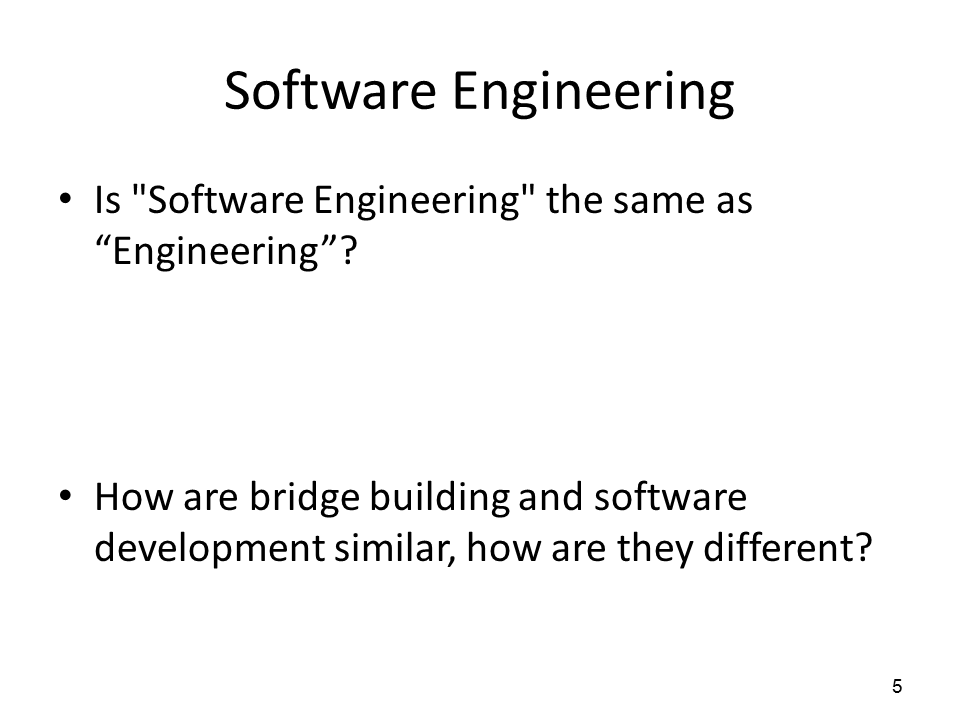 Software Engineering
• Is "Software Engineering" the same as
“Engineering”?
• How are bridge building and software
development similar, how are they different?
5